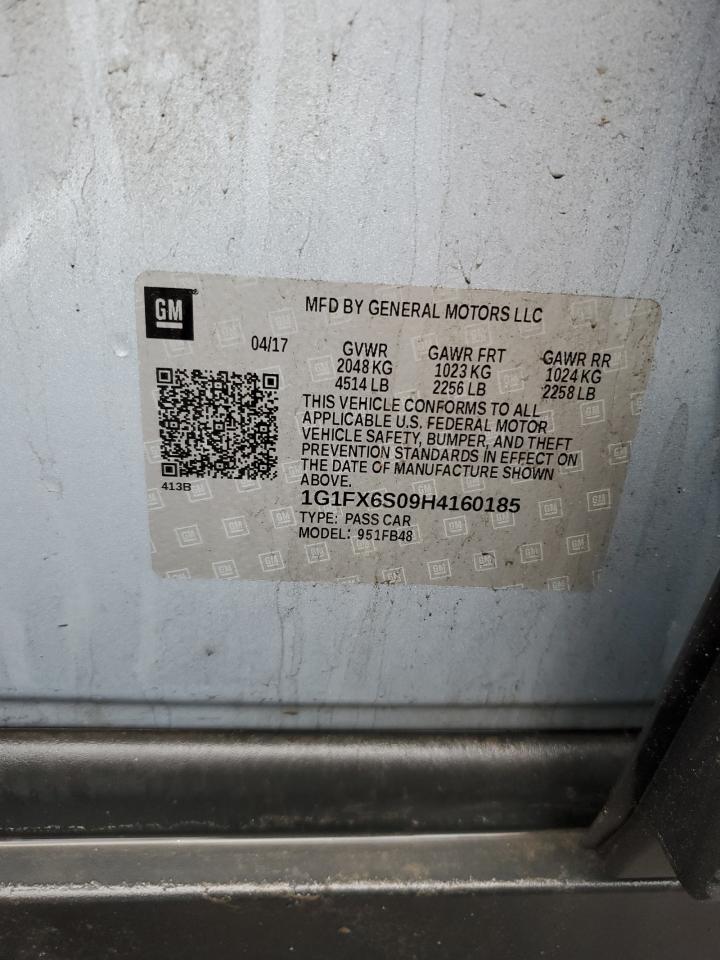 GM
MFD BY GENERAL MOTORS LLC
04/17
GVWR GAWR FRT GAWR RR
2048 KG 1023 KG 1024 KG
4514 LB 2256 LB 2258 LB
THIS VEHICLE CONFORMS TO ALL
APPLICABLE U.S. FEDERAL MOTOR
VEHICLE SAFETY, BUMPER, AND THEFT
PREVENTION STANDARDS IN EFFECT ON
THE DATE OF MANUFACTURE SHOWN
ABOVE.
413B
1G1FX6S09H4160185
TYPE: PASS CAR
MODEL: 951FB48